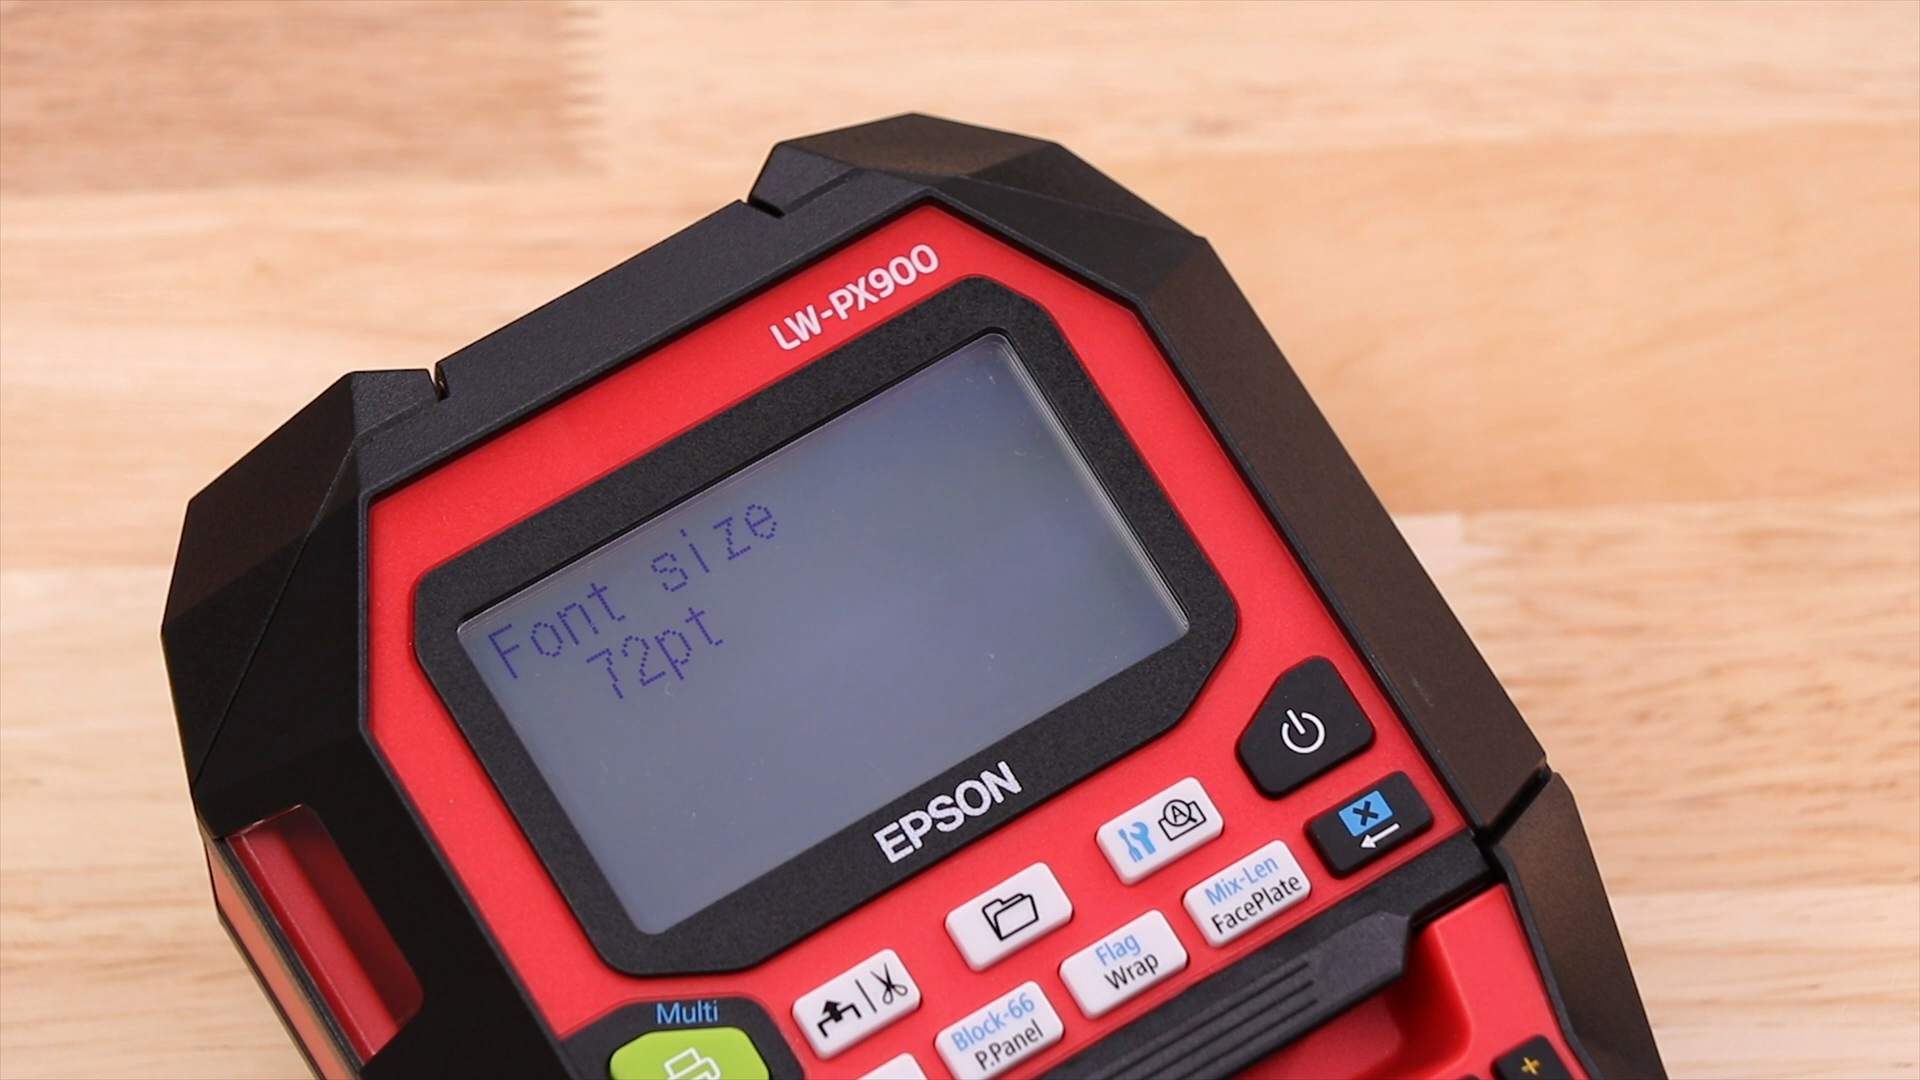 LW-PX900
Font size
72pt
EPSON
Mix-Len
FacePlate
Flag
Wrap
Block-66
P.Panel
Multi